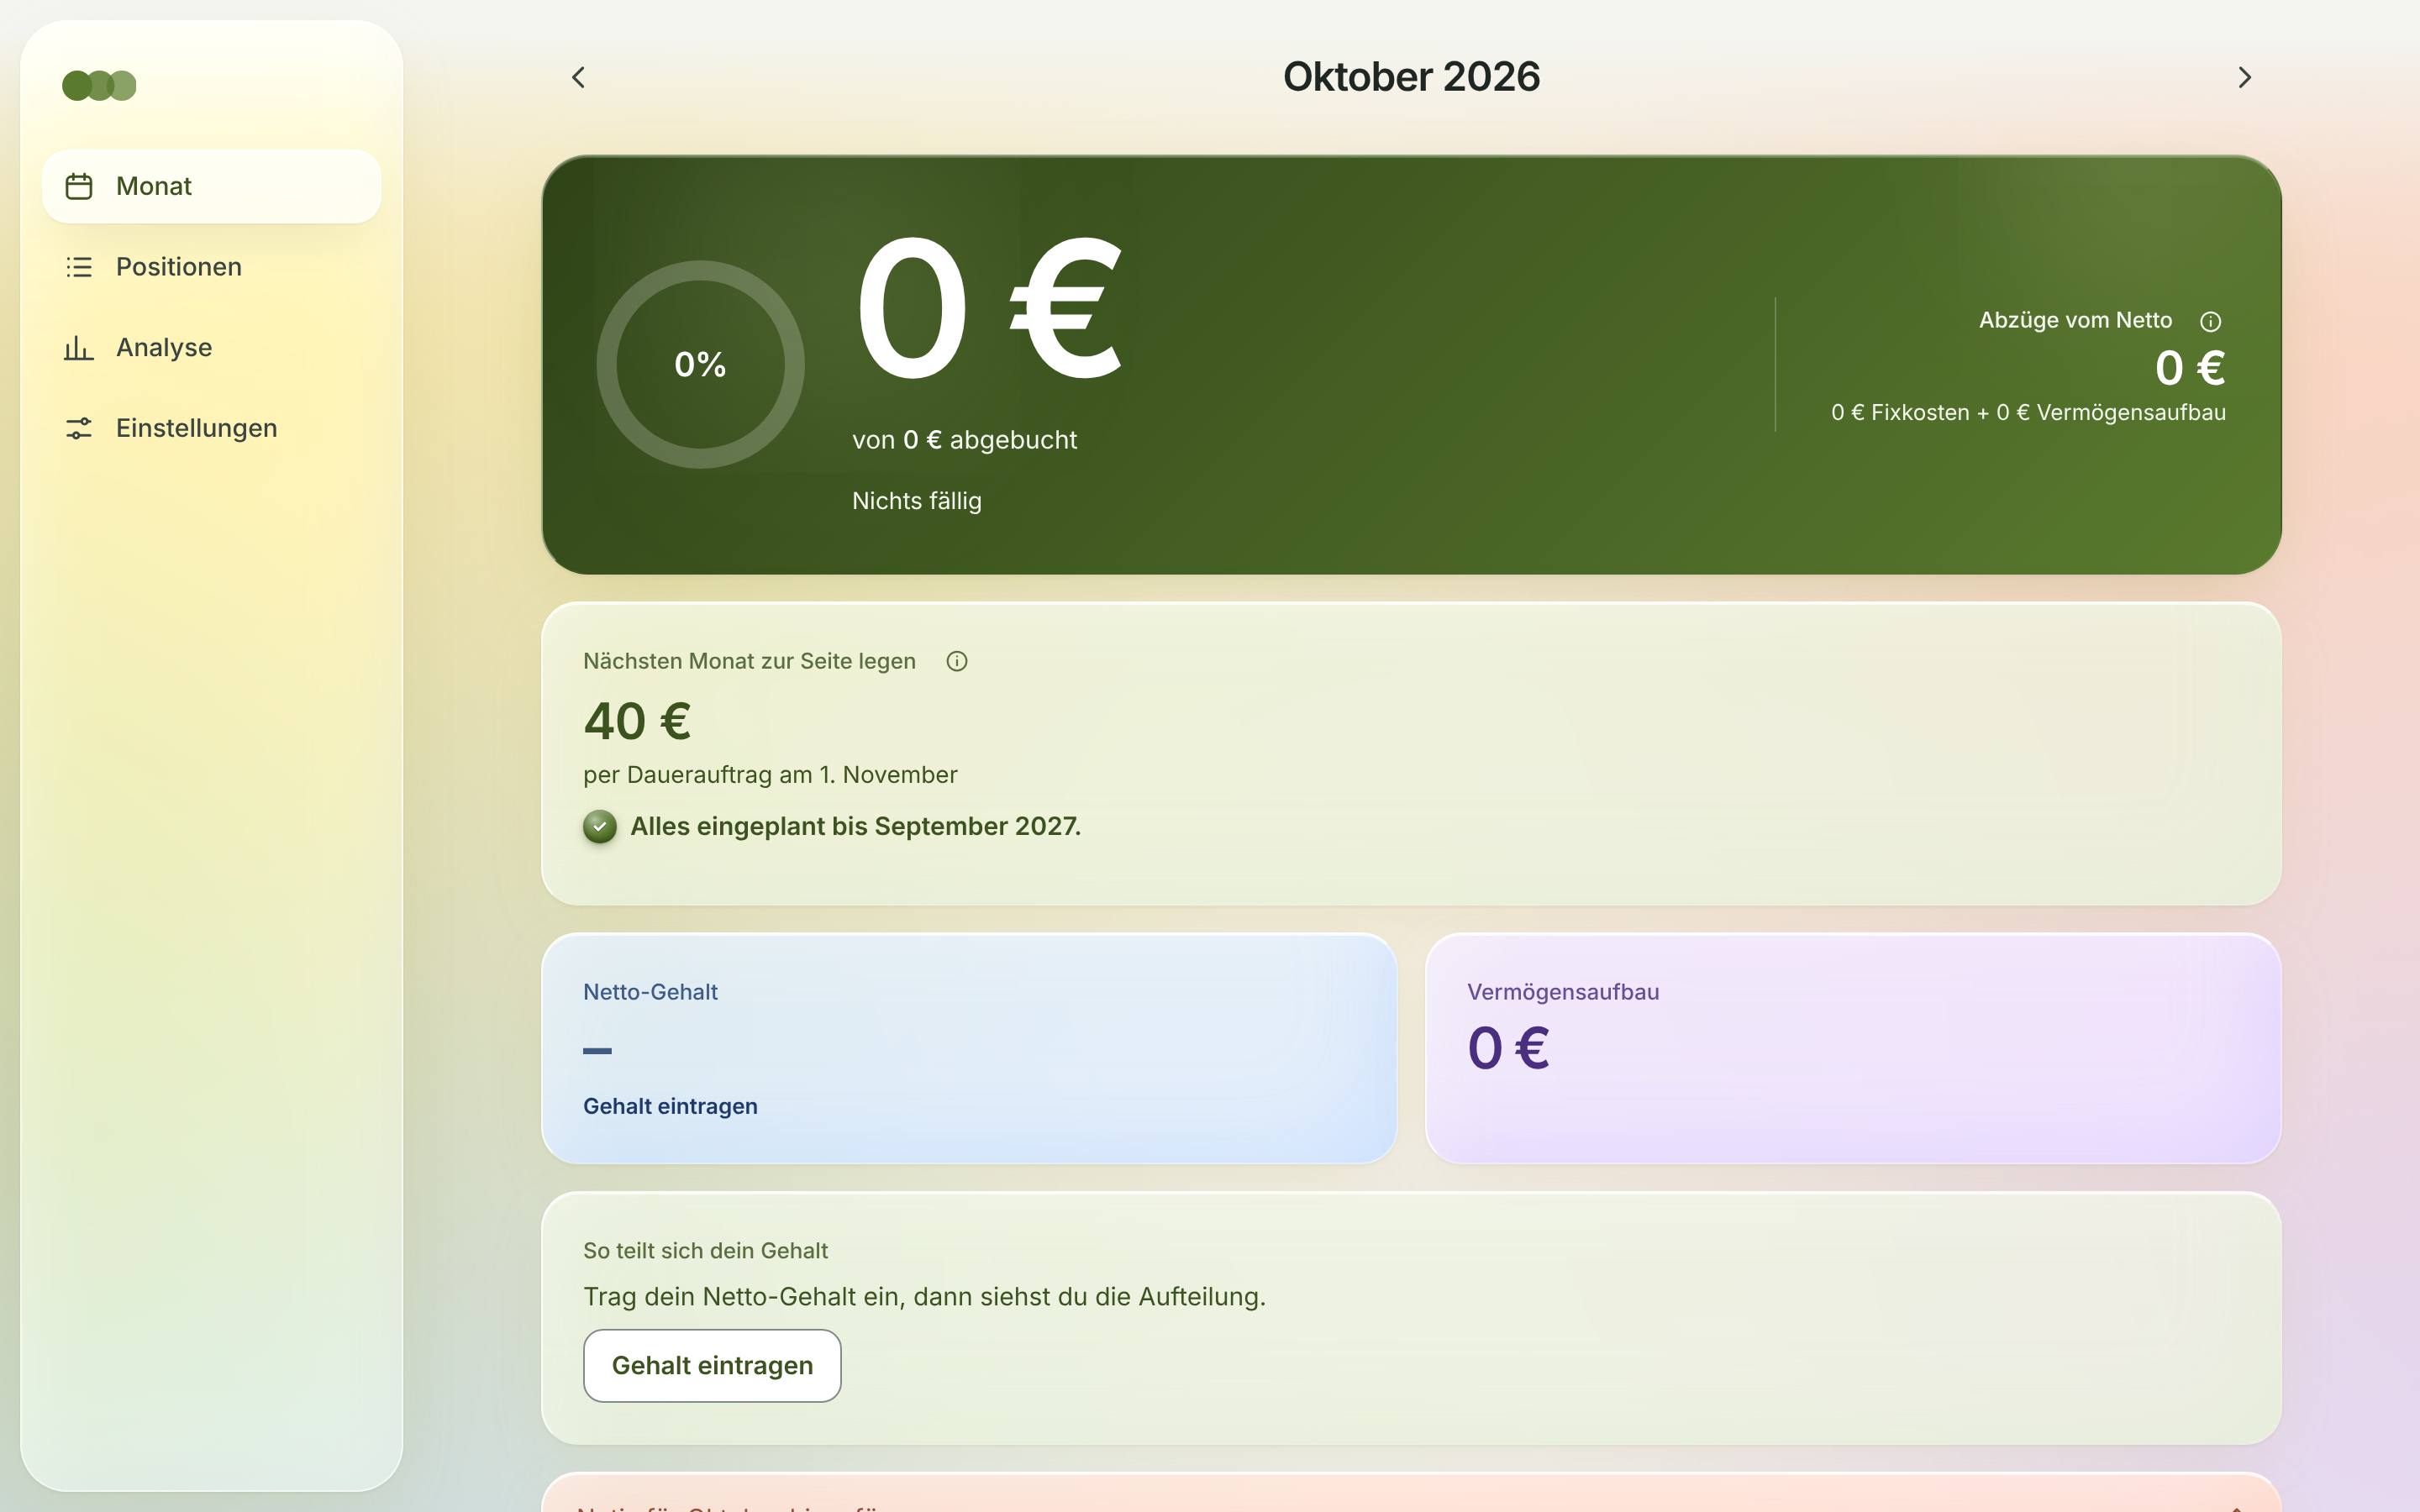 Oktober 2026
Monat
Positionen
Analyse
Einstellungen
0%
0 €
von 0 € abgebucht
Nichts fällig
Abzüge vom Netto
0 €
0 € Fixkosten + 0 € Vermögensaufbau
Nächsten Monat zur Seite legen
40 €
per Dauerauftrag am 1. November
Alles eingeplant bis September 2027.
Netto-Gehalt
–
Gehalt eintragen
Vermögensaufbau
0 €
So teilt sich dein Gehalt
Trag dein Netto-Gehalt ein, dann siehst du die Aufteilung.
Gehalt eintragen